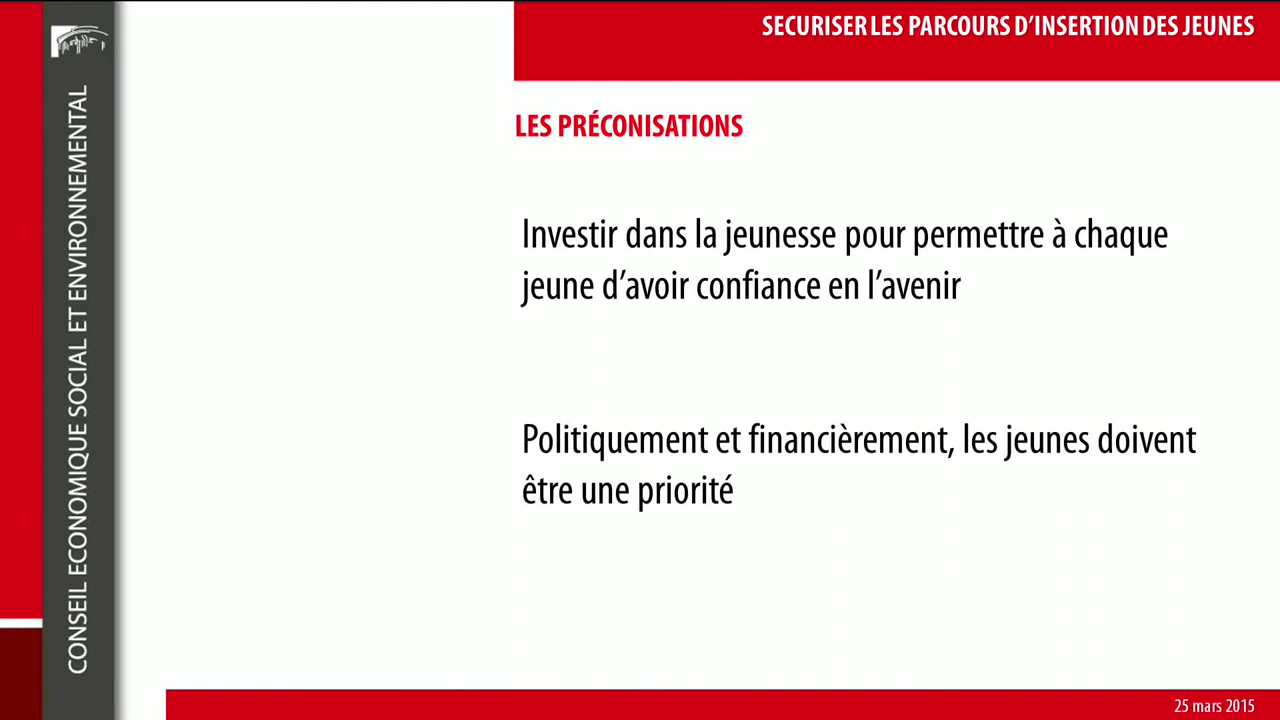 SECURISER LES PARCOURS D’INSERTION DES JEUNES
CONSEIL ECONOMIQUE SOCIAL ET ENVIRONNEMENTAL
LES PRÉCONISATIONS
Investir dans la jeunesse pour permettre à chaque
jeune d’avoir confiance en l’avenir
Politiquement et financièrement, les jeunes doivent
être une priorité
25 mars 2015